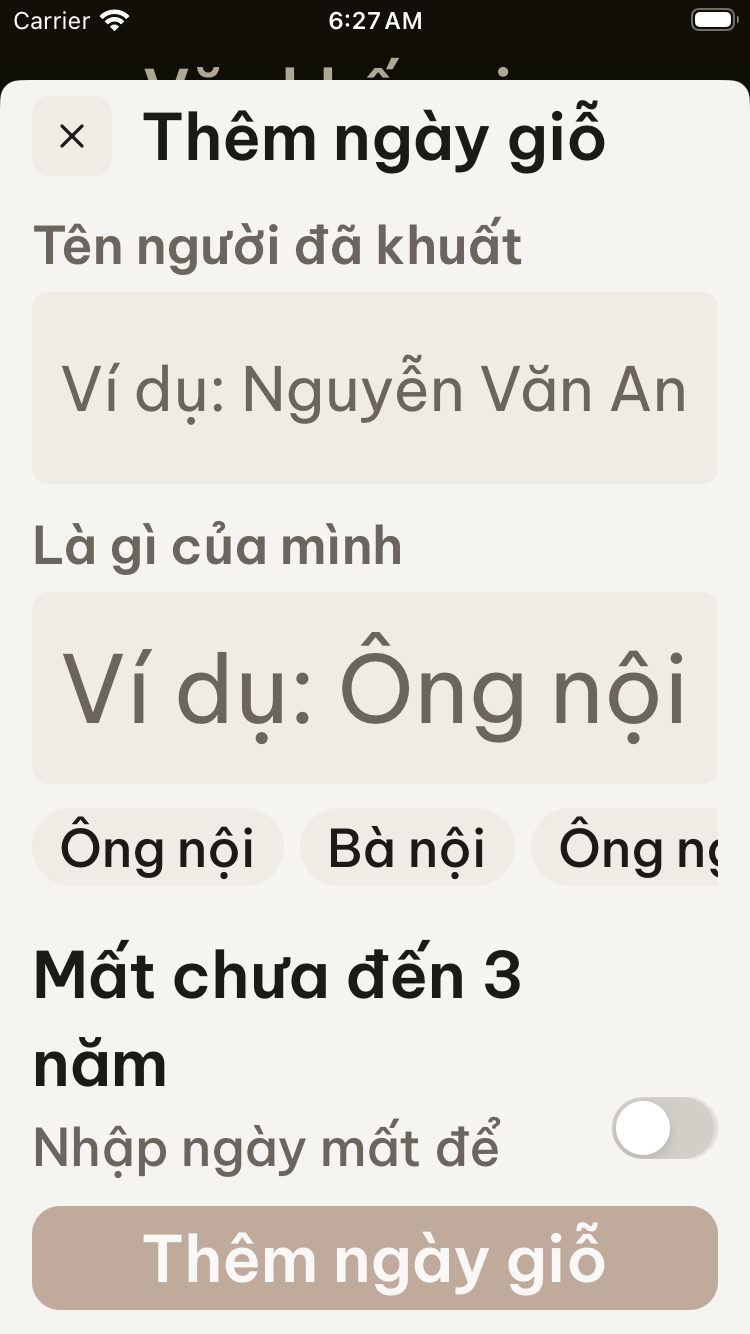 Carrier 6:27 AM
Thêm ngày giỗ
Tên người đã khuất
Ví dụ: Nguyễn Văn An
Là gì của mình
Ví dụ: Ông nội
Ông nội Bà nội Ông
Mất chưa đến 3
năm
Nhập ngày mất để
Thêm ngày giỗ